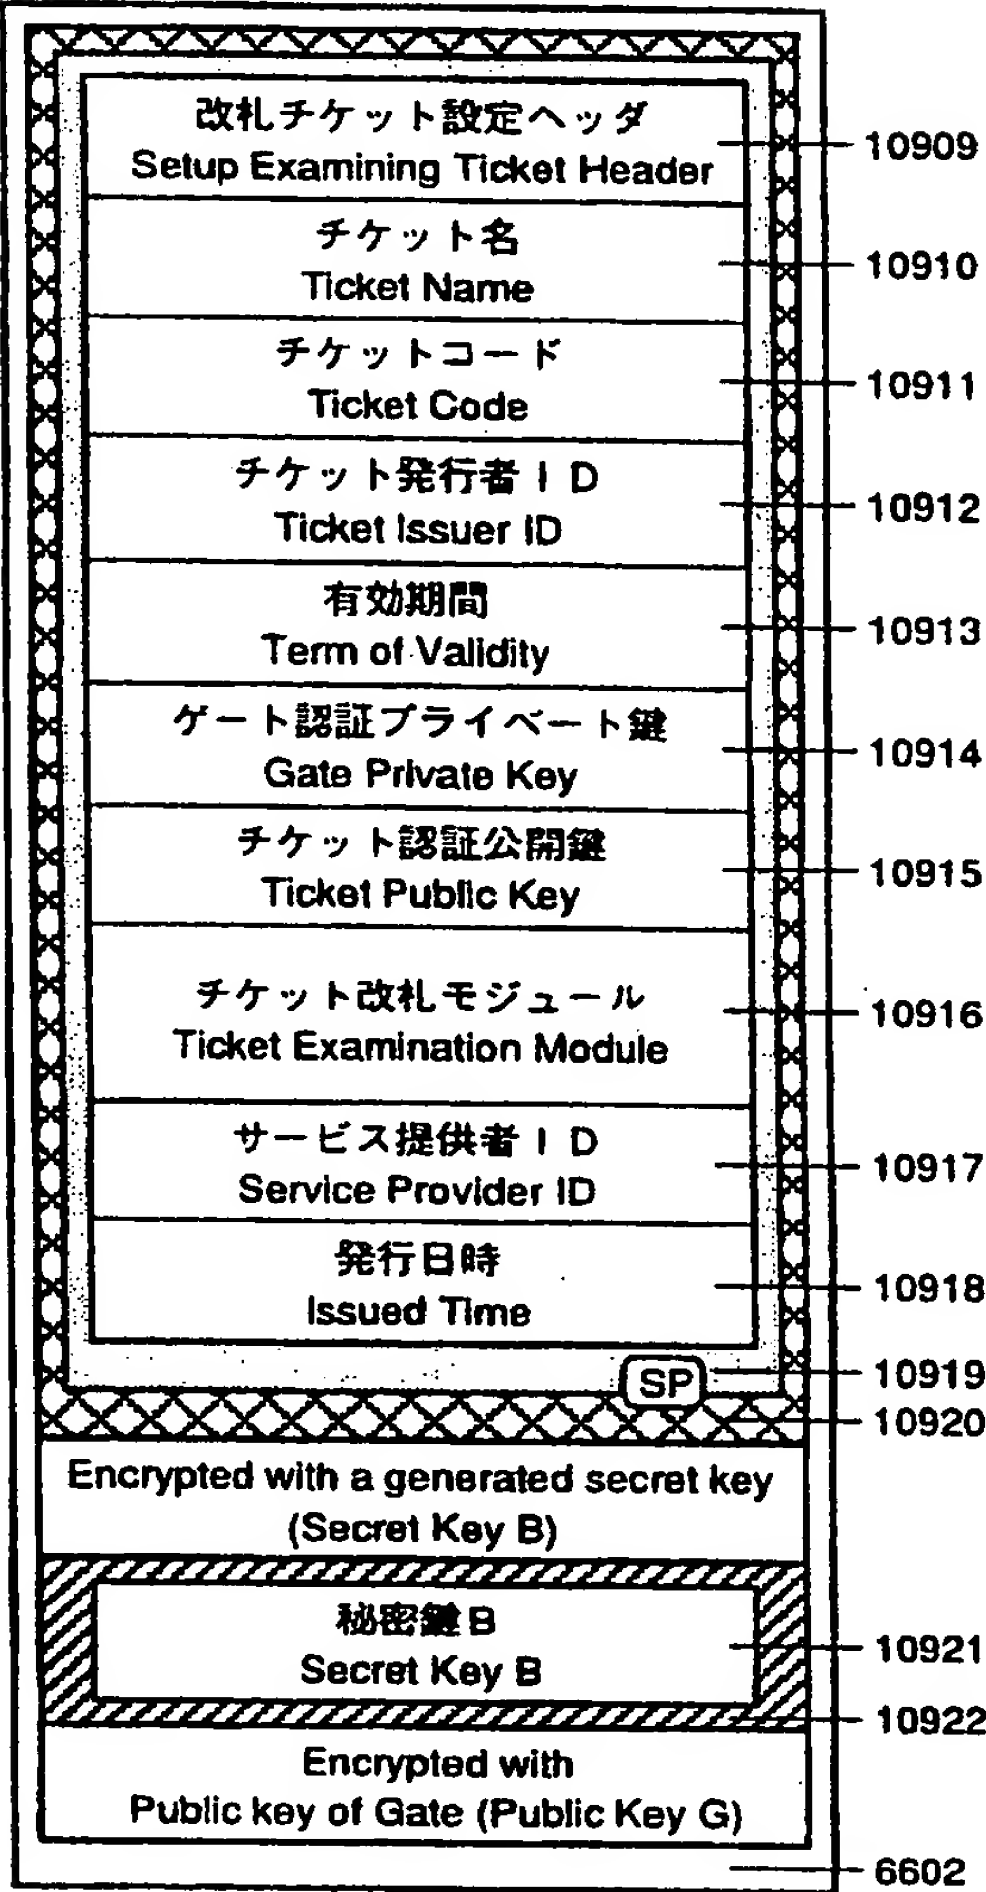 改札チケット設定ヘッダ
Setup Examining Ticket Header
10909
チケット名
Ticket Name
10910
チケットコード
Ticket Code
10911
チケット発行者ID
Ticket Issuer ID
10912
有効期間
Term of Validity
10913
ゲート認証プライベート鍵
Gate Private Key
10914
チケット認証公開鍵
Ticket Public Key
10915
チケット改札モジュール
Ticket Examination Module
10916
サービス提供者ID
Service Provider ID
10917
発行日時
Issued Time
10918
SP
10919
10920
Encrypted with a generated secret key
(Secret Key B)
秘密鍵B
Secret Key B
10921
10922
Encrypted with
Public key of Gate (Public Key G)
6602